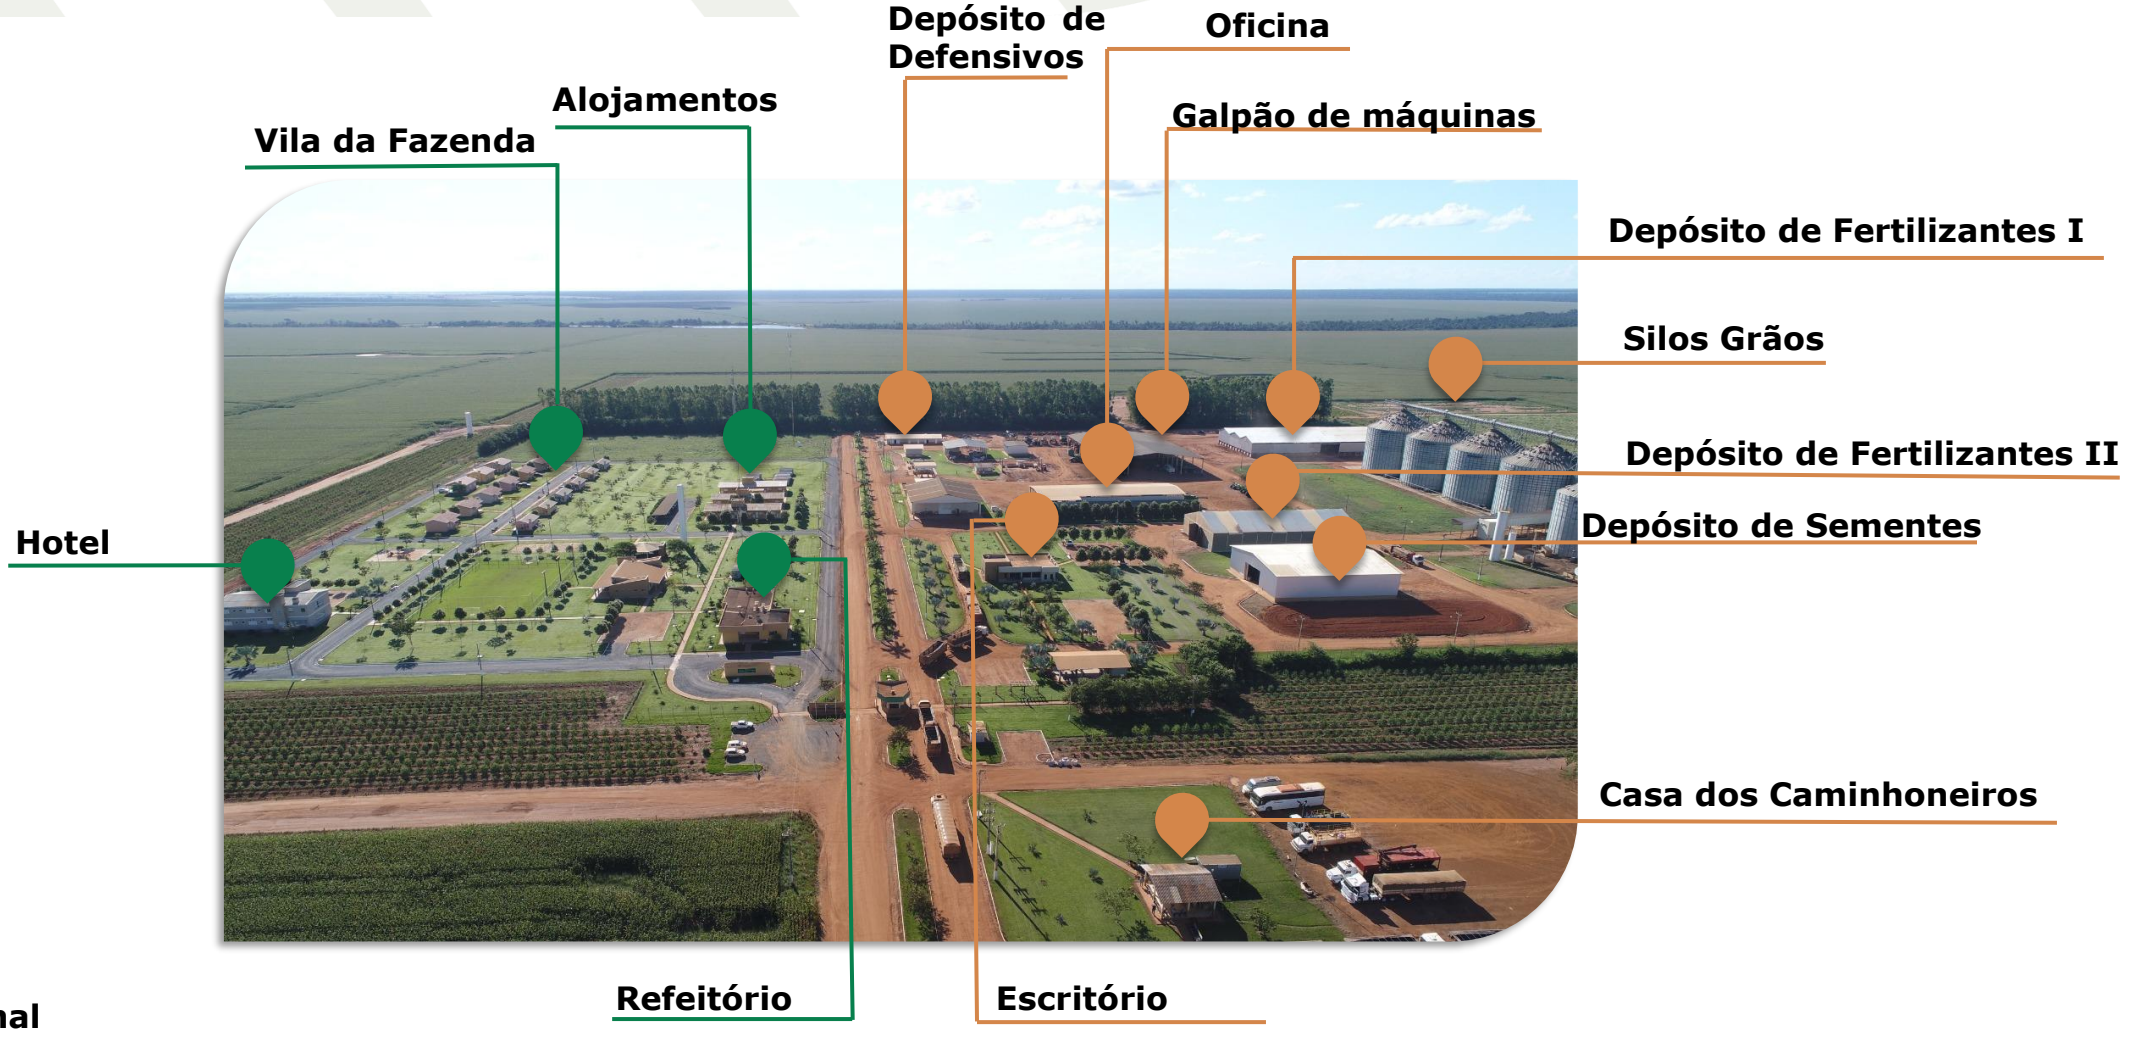 Depósito de
Defensivos
Oficina
Alojamentos
Galpão de máquinas
Vila da Fazenda
Depósito de Fertilizantes I
Silos Grãos
Depósito de Fertilizantes II
Depósito de Sementes
Hotel
Casa dos Caminhoneiros
Refeitório
Escritório